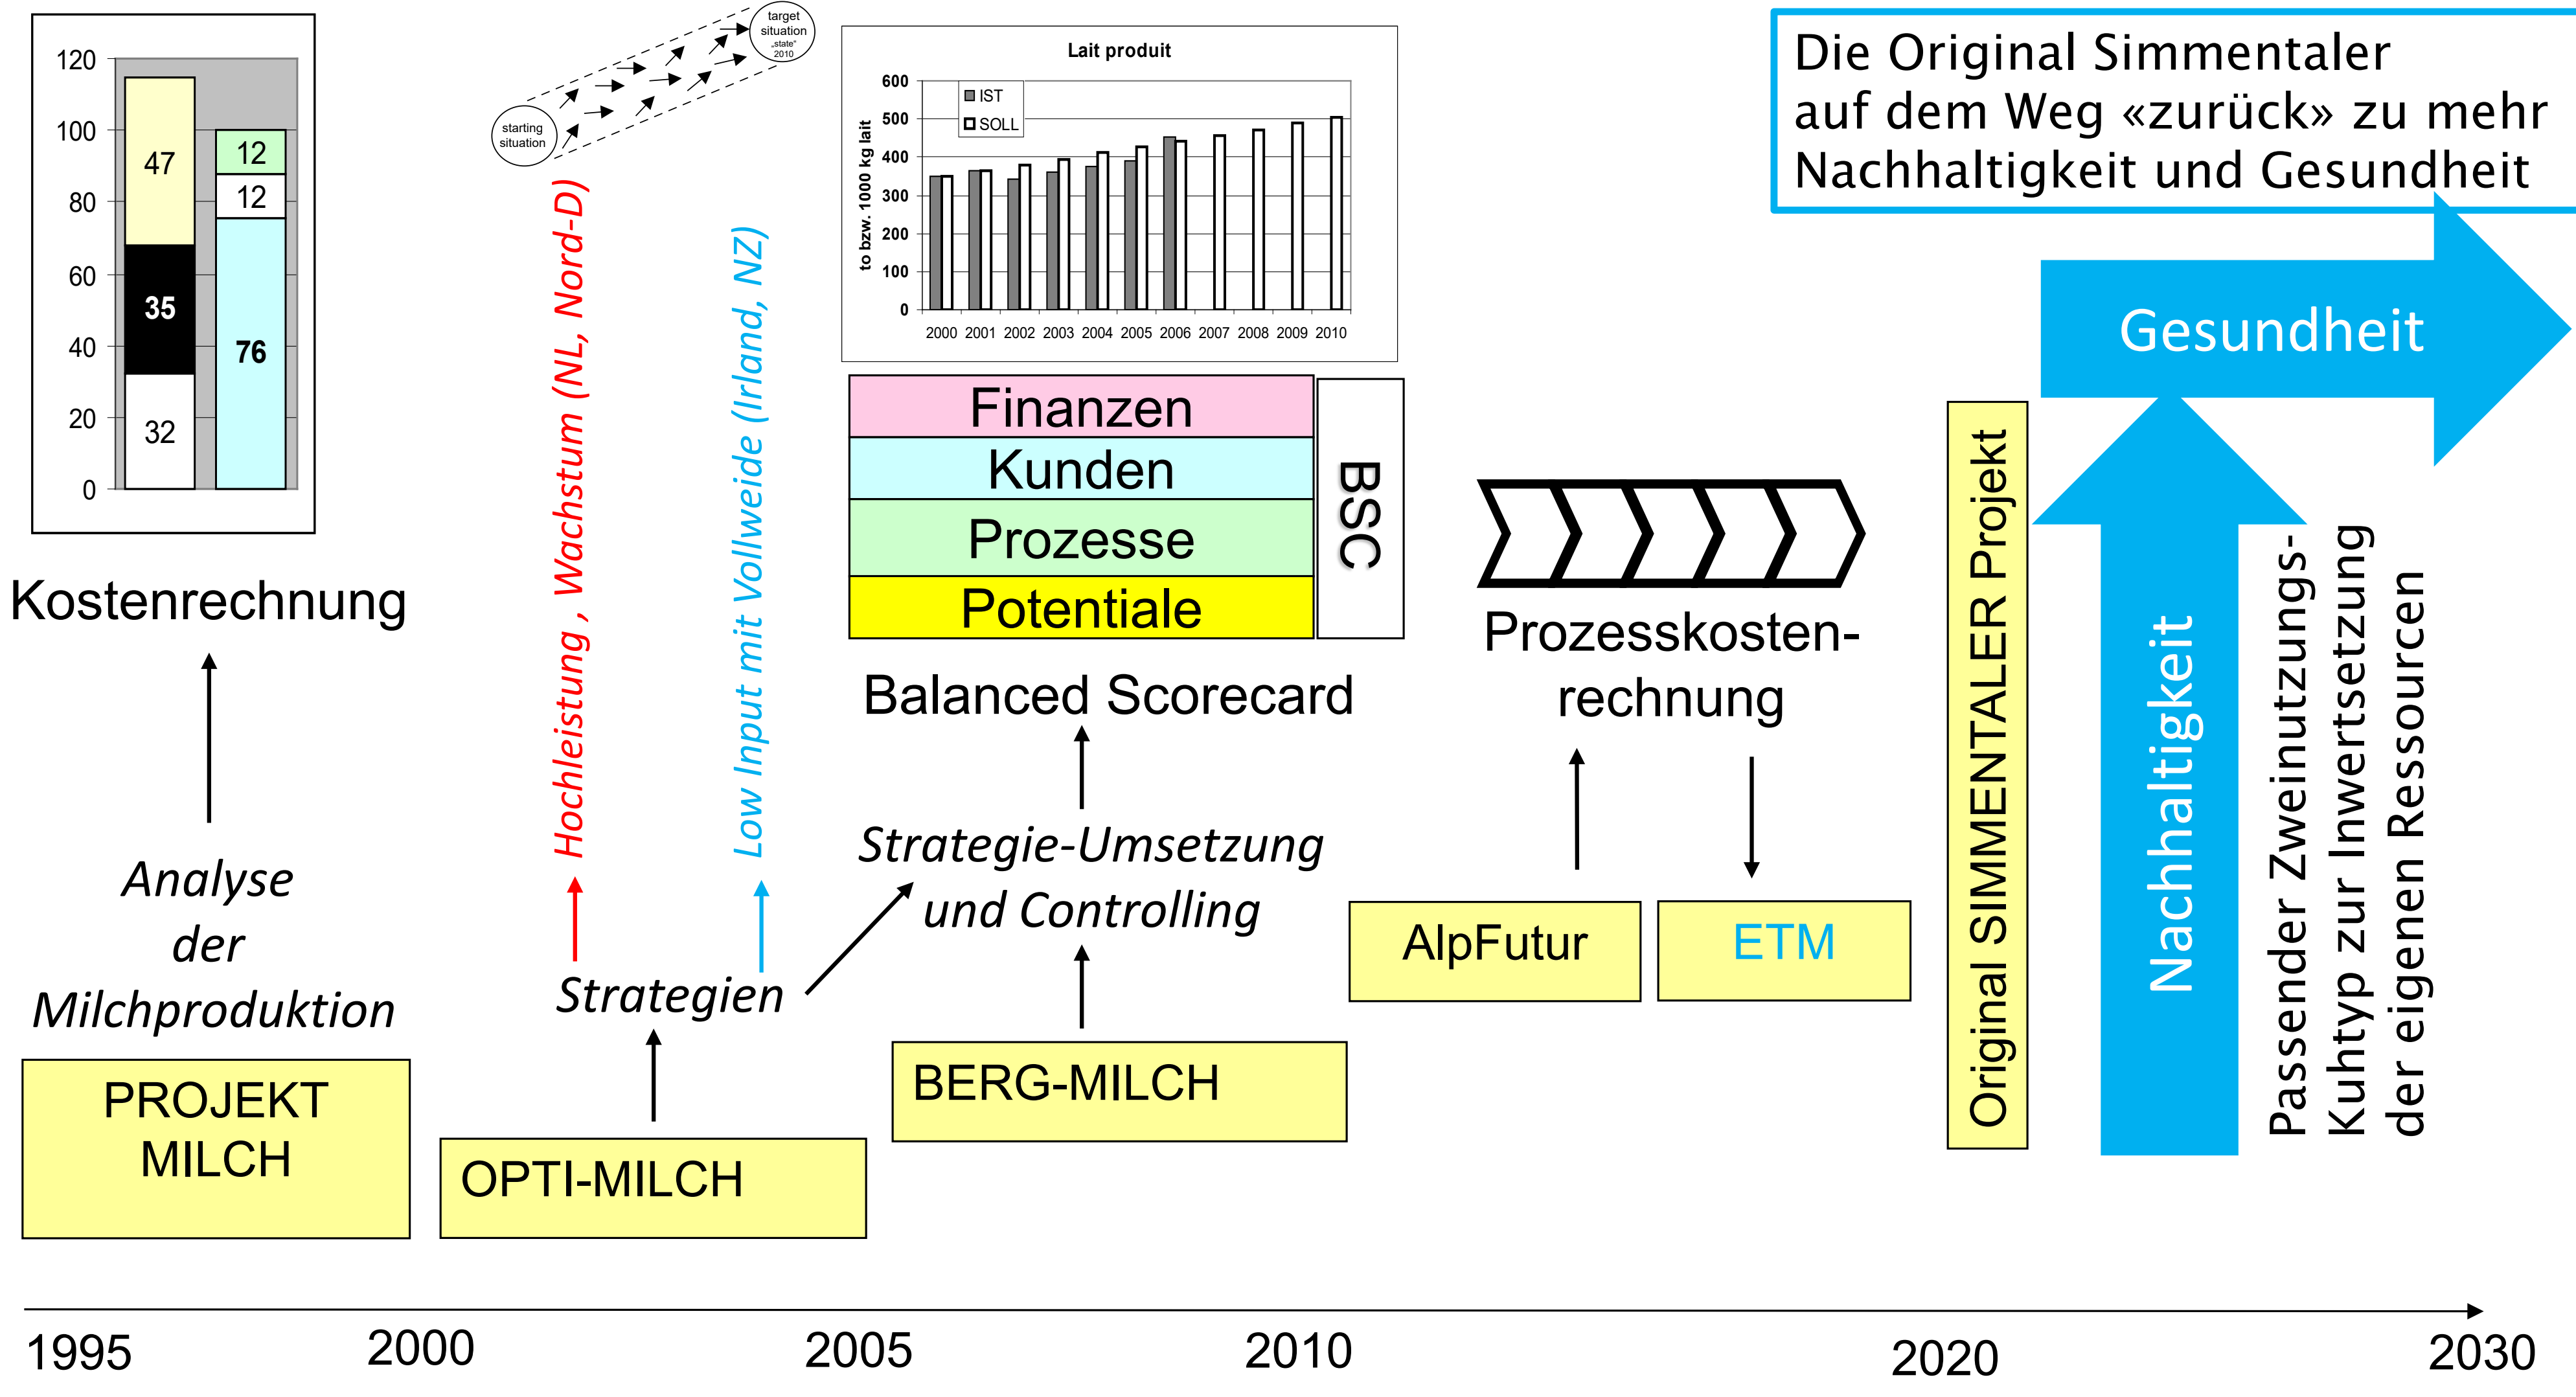 120
100
80
60
40
20
0
47
35
32
12
12
76
Kostenrechnung
Analyse
der
Milchproduktion
PROJEKT
MILCH
starting
situation
target
situation
„state“
2010
Hochleistung , Wachstum (NL, Nord-D)
Low Input mit Vollweide (Irland, NZ)
Strategien
OPTI-MILCH
Lait produit
to bzw. 1000 kg lait
600
500
400
300
200
100
0
IST
SOLL
2000 2001 2002 2003 2004 2005 2006 2007 2008 2009 2010
Finanzen
Kunden
Prozesse
Potentiale
BSC
Balanced Scorecard
Strategie-Umsetzung
und Controlling
BERG-MILCH
Prozesskosten-
rechnung
AlpFutur
ETM
Die Original Simmentaler
auf dem Weg «zurück» zu mehr
Nachhaltigkeit und Gesundheit
Gesundheit
Original SIMMENTALER Projekt
Nachhaltigkeit
Passender Zweinutzungs-
Kuhtyp zur Inwertsetzung
der eigenen Ressourcen
1995 2000 2005 2010 2020 2030